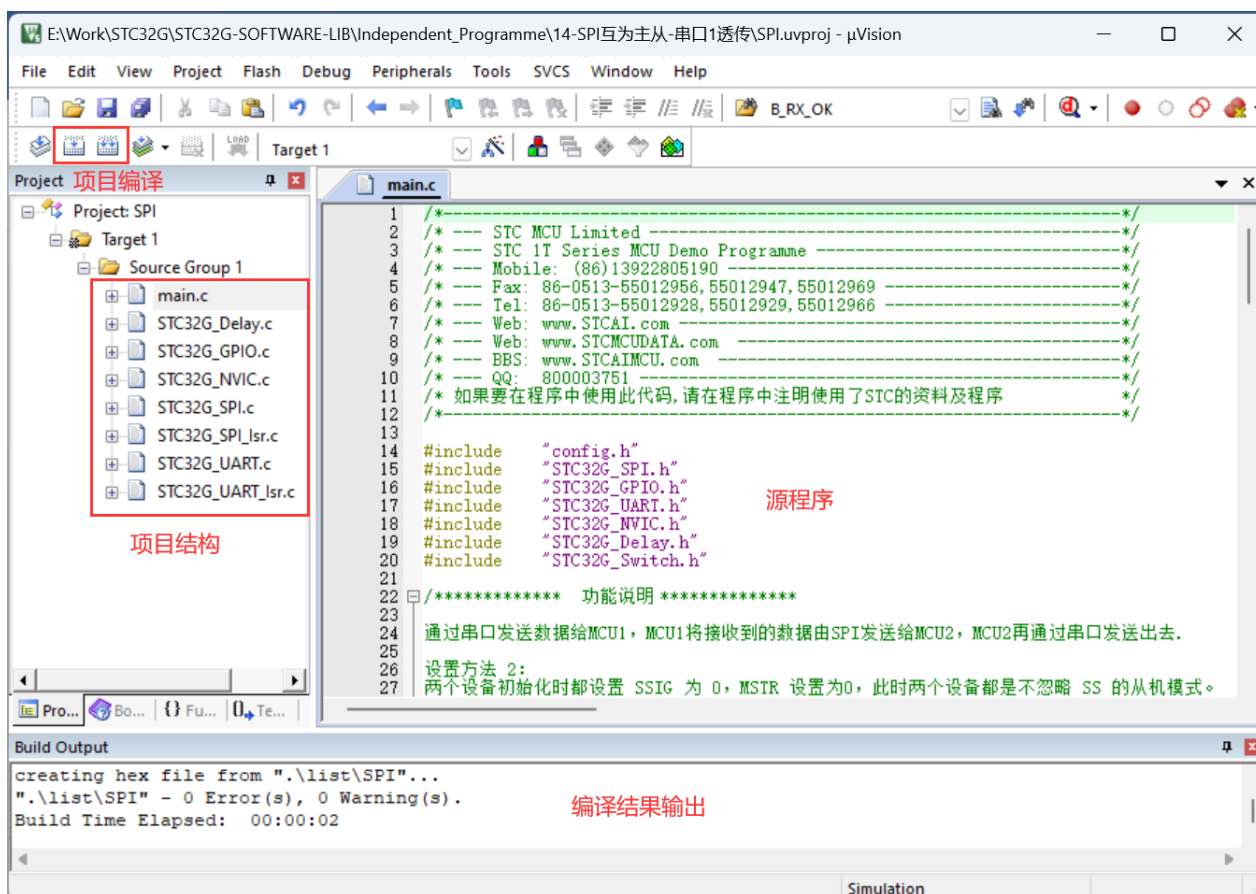 E:\Work\STC32G\STC32G-SOFTWARE-LIB\Independent_Programme\14-SPI互为主从-串口1透传\SPI.uvproj - µVision
File Edit View Project Flash Debug Peripherals Tools SVCS Window Help
B_RX_OK
LOAD Target 1
Project 项目编译
main.c
Project: SPI
Target 1
Source Group 1
main.c
STC32G_Delay.c
STC32G_GPIO.c
STC32G_NVIC.c
STC32G_SPI.c
STC32G_SPI_Isr.c
STC32G_UART.c
STC32G_UART_Isr.c
项目结构
Pro... Bo... {} Fu... 0 Te...
1 /*---------------------------------------------------------------------*/
2 /* --- STC MCU Limited ------------------------------------------------*/
3 /* --- STC 1T Series MCU Demo Programme -------------------------------*/
4 /* --- Mobile: (86)13922805190 ----------------------------------------*/
5 /* --- Fax: 86-0513-55012956,55012947,55012969 ------------------------*/
6 /* --- Tel: 86-0513-55012928,55012929,55012966 ------------------------*/
7 /* --- Web: www.STCAI.com ---------------------------------------------*/
8 /* --- Web: www.STCMCUDATA.com  ---------------------------------------*/
9 /* --- BBS: www.STCAIMCU.com  -----------------------------------------*/
10 /* --- QQ:  800003751 -------------------------------------------------*/
11 /* 如果要在程序中使用此代码,请在程序中注明使用了STC的资料及程序 */
12 /*---------------------------------------------------------------------*/
13
14 #include "config.h"
15 #include "STC32G_SPI.h"
16 #include "STC32G_GPIO.h"
17 #include "STC32G_UART.h"
18 #include "STC32G_NVIC.h"
19 #include "STC32G_Delay.h"
20 #include "STC32G_Switch.h"
源程序
21
22 /************* 功能说明 **************
23
24 通过串口发送数据给MCU1，MCU1将接收到的数据由SPI发送给MCU2，MCU2再通过串口发送出去.
25
26 设置方法 2:
27 两个设备初始化时都设置 SSIG 为 0，MSTR 设置为0，此时两个设备都是不忽略 SS 的从机模式。
Build Output
creating hex file from ".\list\SPI"...
".\list\SPI" - 0 Error(s), 0 Warning(s).
Build Time Elapsed:  00:00:02
编译结果输出
Simulation